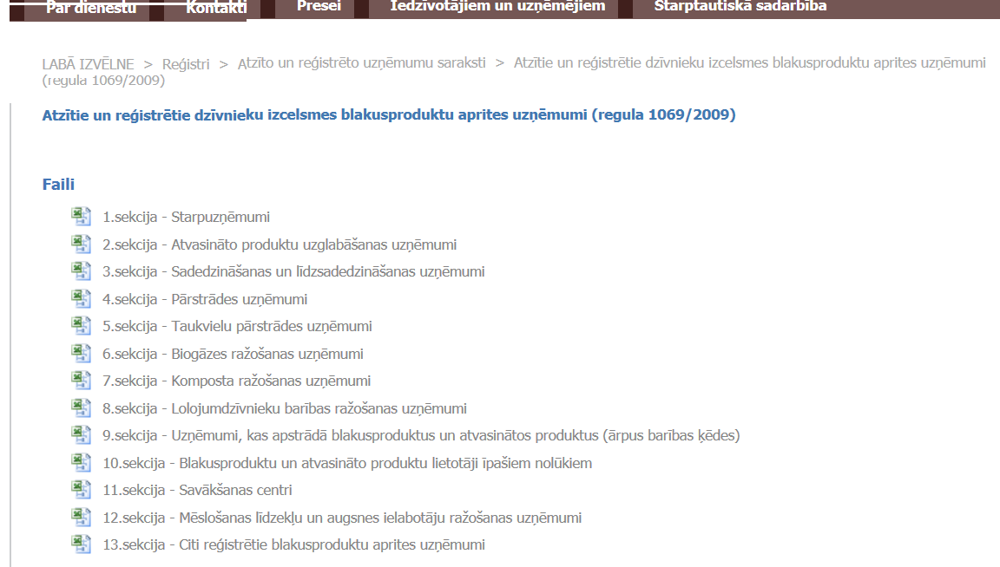 Par dienestu Kontakti Presei Iedzīvotājiem un uzņēmējiem Starptautiskā sadarbība
LABĀ IZVĒLNE > Reģistri > Atzīto un reģistrēto uzņēmumu saraksti > Atzītie un reģistrētie dzīvnieku izcelsmes blakusproduktu aprites uzņēmumi
(regula 1069/2009)
Atzītie un reģistrētie dzīvnieku izcelsmes blakusproduktu aprites uzņēmumi (regula 1069/2009)
Faili
1.sekcija - Starpuzņēmumi
2.sekcija - Atvasināto produktu uzglabāšanas uzņēmumi
3.sekcija - Sadedzināšanas un līdzsadedzināšanas uzņēmumi
4.sekcija - Pārstrādes uzņēmumi
5.sekcija - Taukvielu pārstrādes uzņēmumi
6.sekcija - Biogāzes ražošanas uzņēmumi
7.sekcija - Komposta ražošanas uzņēmumi
8.sekcija - Lolojumdzīvnieku barības ražošanas uzņēmumi
9.sekcija - Uzņēmumi, kas apstrādā blakusproduktus un atvasinātos produktus (ārpus barības ķēdes)
10.sekcija - Blakusproduktu un atvasināto produktu lietotāji īpašiem nolūkiem
11.sekcija - Savākšanas centri
12.sekcija - Mēslošanas līdzekļu un augsnes ielabotāju ražošanas uzņēmumi
13.sekcija - Citi reģistrētie blakusproduktu aprites uzņēmumi